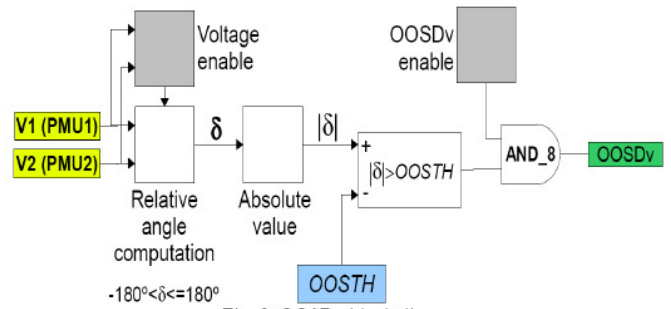 Voltage
enable
OOSDv
enable
V1 (PMU1)
V2 (PMU2)
δ
|δ|
+
|δ|>OOSTH
-
AND_8
OOSDv
Relative
angle
computation
Absolute
value
-180º<δ<=180º
OOSTH